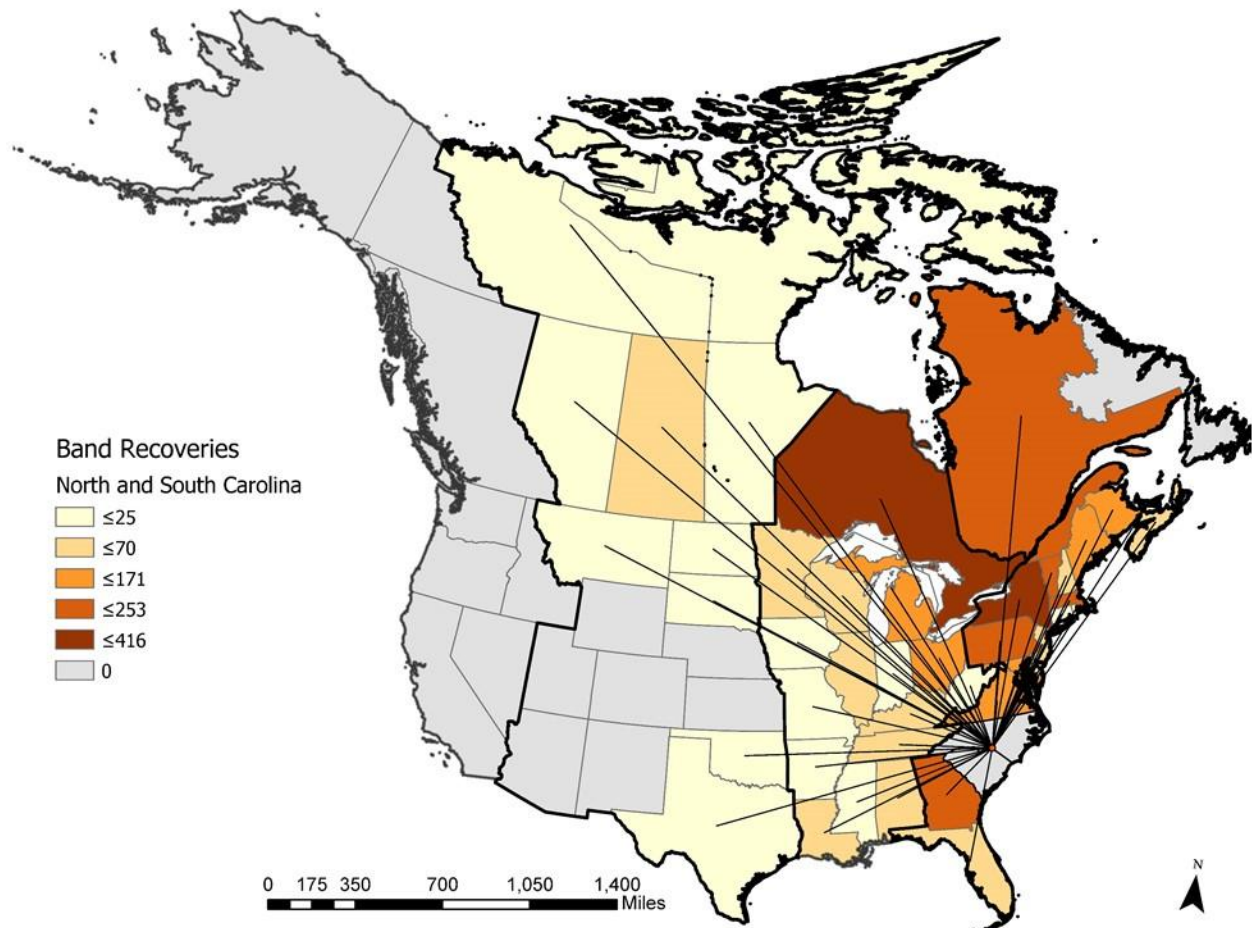 Band Recoveries
North and South Carolina
≤25
≤70
≤171
≤253
≤416
0
0 175 350 700 1,050 1,400
Miles
N